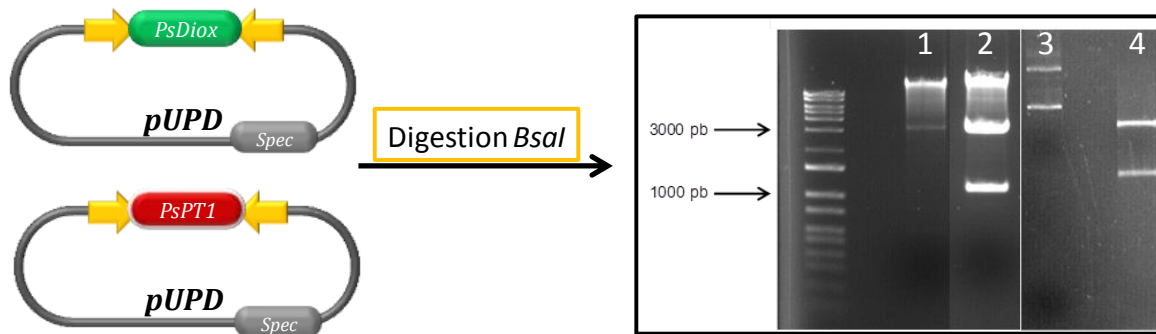 PsDiox
pUPD
Spec
Digestion BsaI
PsPT1
pUPD
Spec
1 2 3 4
3000 pb
1000 pb